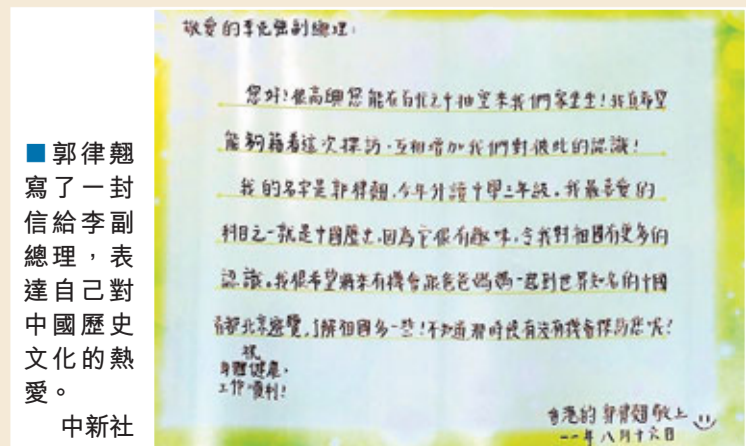 ■郭律翹
寫了一封
信給李副
總理，表
達自己對
中國歷史
文化的熱
愛。
中新社
敬愛的李克強副總理:
您好!很高興您能在百忙之中抽空來我們家坐坐!我真希望
能夠藉着這次探訪,互相增加我們對彼此的認識!
我的名字是郭律翹,今年升讀中學三年級。我最喜愛的
科目之一就是中國歷史,因為它很有趣味,令我對祖國有更多的
認識。我很希望將來有機會跟爸爸媽媽一起到世界知名的中國
首都北京遊覽,了解祖國多一些!不知道那時候有沒有機會探訪您呢?
祝
身體健康,
工作順利!
香港的郭律翹敬上
一一年八月十六日